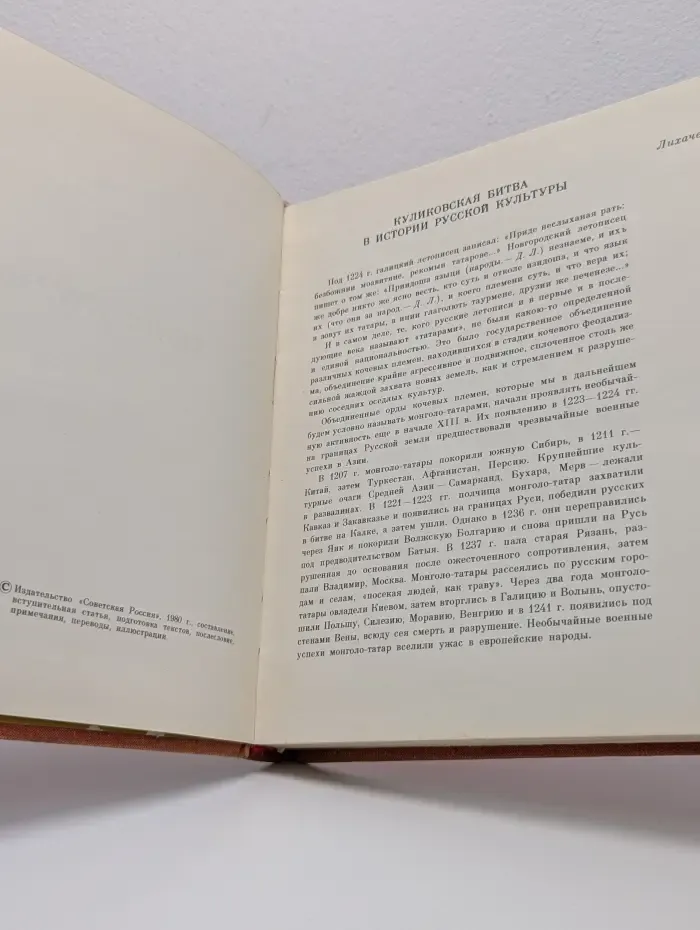 © Издательство «Советская Россия», 1980 г., составление,
вступительная статья, подготовка текстов, послесловие,
примечания, переводы, иллюстрации.
Лихаче
КУЛИКОВСКАЯ БИТВА
В ИСТОРИИ РУССКОЙ КУЛЬТУРЫ
Под 1224 г. галицкий летописец записал: «Приде неслыханая рать;
безбожнии моавитяне, рекомыи татарове...» Новгородский летописец
пишет о том же: «Придоша языци (народы. — Д. Л.) незнаеме, и ихъ
же добре никто же ясно весть, кто суть и отколе изидоша, и что язык
их (что они за народ. — Д. Л.), и коего племени суть, и что вера их;
и зовут их татары, а инии глаголють таурмене, друзии же печенезе...»
И в самом деле, те, кого русские летописи и в первые и в после-
дующие века называют «татарами», не были какою-то определенной
и единой национальностью. Это было государственное объединение
различных кочевых племен, находившихся в стадии кочевого феодализ-
ма, объединение крайне агрессивное и подвижное, сплоченное столь же
сильной жаждой захвата новых земель, как и стремлением к разруше-
нию соседних оседлых культур.
Объединенные орды кочевых племен, которые мы в дальнейшем
будем условно называть монголо-татарами, начали проявлять необычай-
ную активность еще в начале XIII в. Их появлению в 1223—1224 гг.
на границах Русской земли предшествовали чрезвычайные военные
успехи в Азии.
В 1207 г. монголо-татары покорили южную Сибирь, в 1211 г.—
Китай, затем Туркестан, Афганистан, Персию. Крупнейшие куль-
турные очаги Средней Азии — Самарканд, Бухара, Мерв — лежали
в развалинах. В 1221—1223 гг. полчища монголо-татар захватили
Кавказ и Закавказье и появились на границах Руси, победили русских
в битве на Калке, а затем ушли. Однако в 1236 г. они переправились
через Яик и покорили Волжскую Болгарию и снова пришли на Русь
под предводительством Батыя. В 1237 г. пала старая Рязань, раз-
рушенная до основания после ожесточенного сопротивления, затем
пали Владимир, Москва. Монголо-татары рассеялись по русским горо-
дам и селам, «посекая людей, как траву». Через два года монголо-
татары овладели Киевом, затем вторглись в Галицию и Волынь, опусто-
шили Польшу, Силезию, Моравию, Венгрию и в 1241 г. появились под
стенами Вены, всюду сея смерть и разрушение. Необычайные военные
успехи монголо-татар вселили ужас в европейские народы.